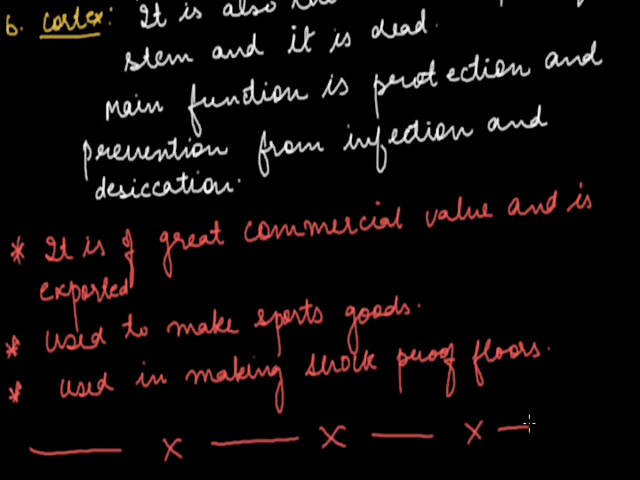 6. Cortex: It is also
stem and it is dead.
Main function is protection and
prevention from infection and
desiccation.
* It is of great commercial value and is
exported
* used to make sports goods.
* used in making shock proof floors.
— x — x — x —